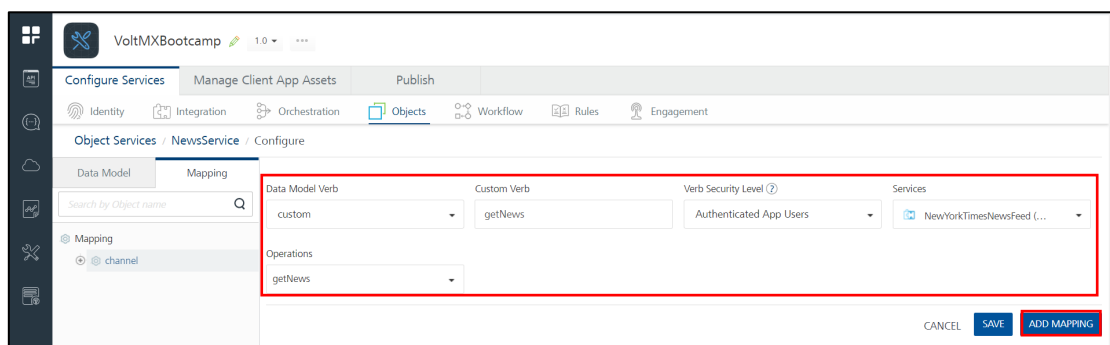 VoltMXBootcamp 1.0 ...
Configure Services Manage Client App Assets Publish
Identity Integration Orchestration Objects Workflow Rules Engagement
Object Services / NewsService / Configure
Data Model Mapping
Search by Object name
Mapping
channel
Data Model Verb Custom Verb Verb Security Level ? Services
custom getNews Authenticated App Users NewYorkTimesNewsFeed (...
Operations
getNews
CANCEL SAVE ADD MAPPING